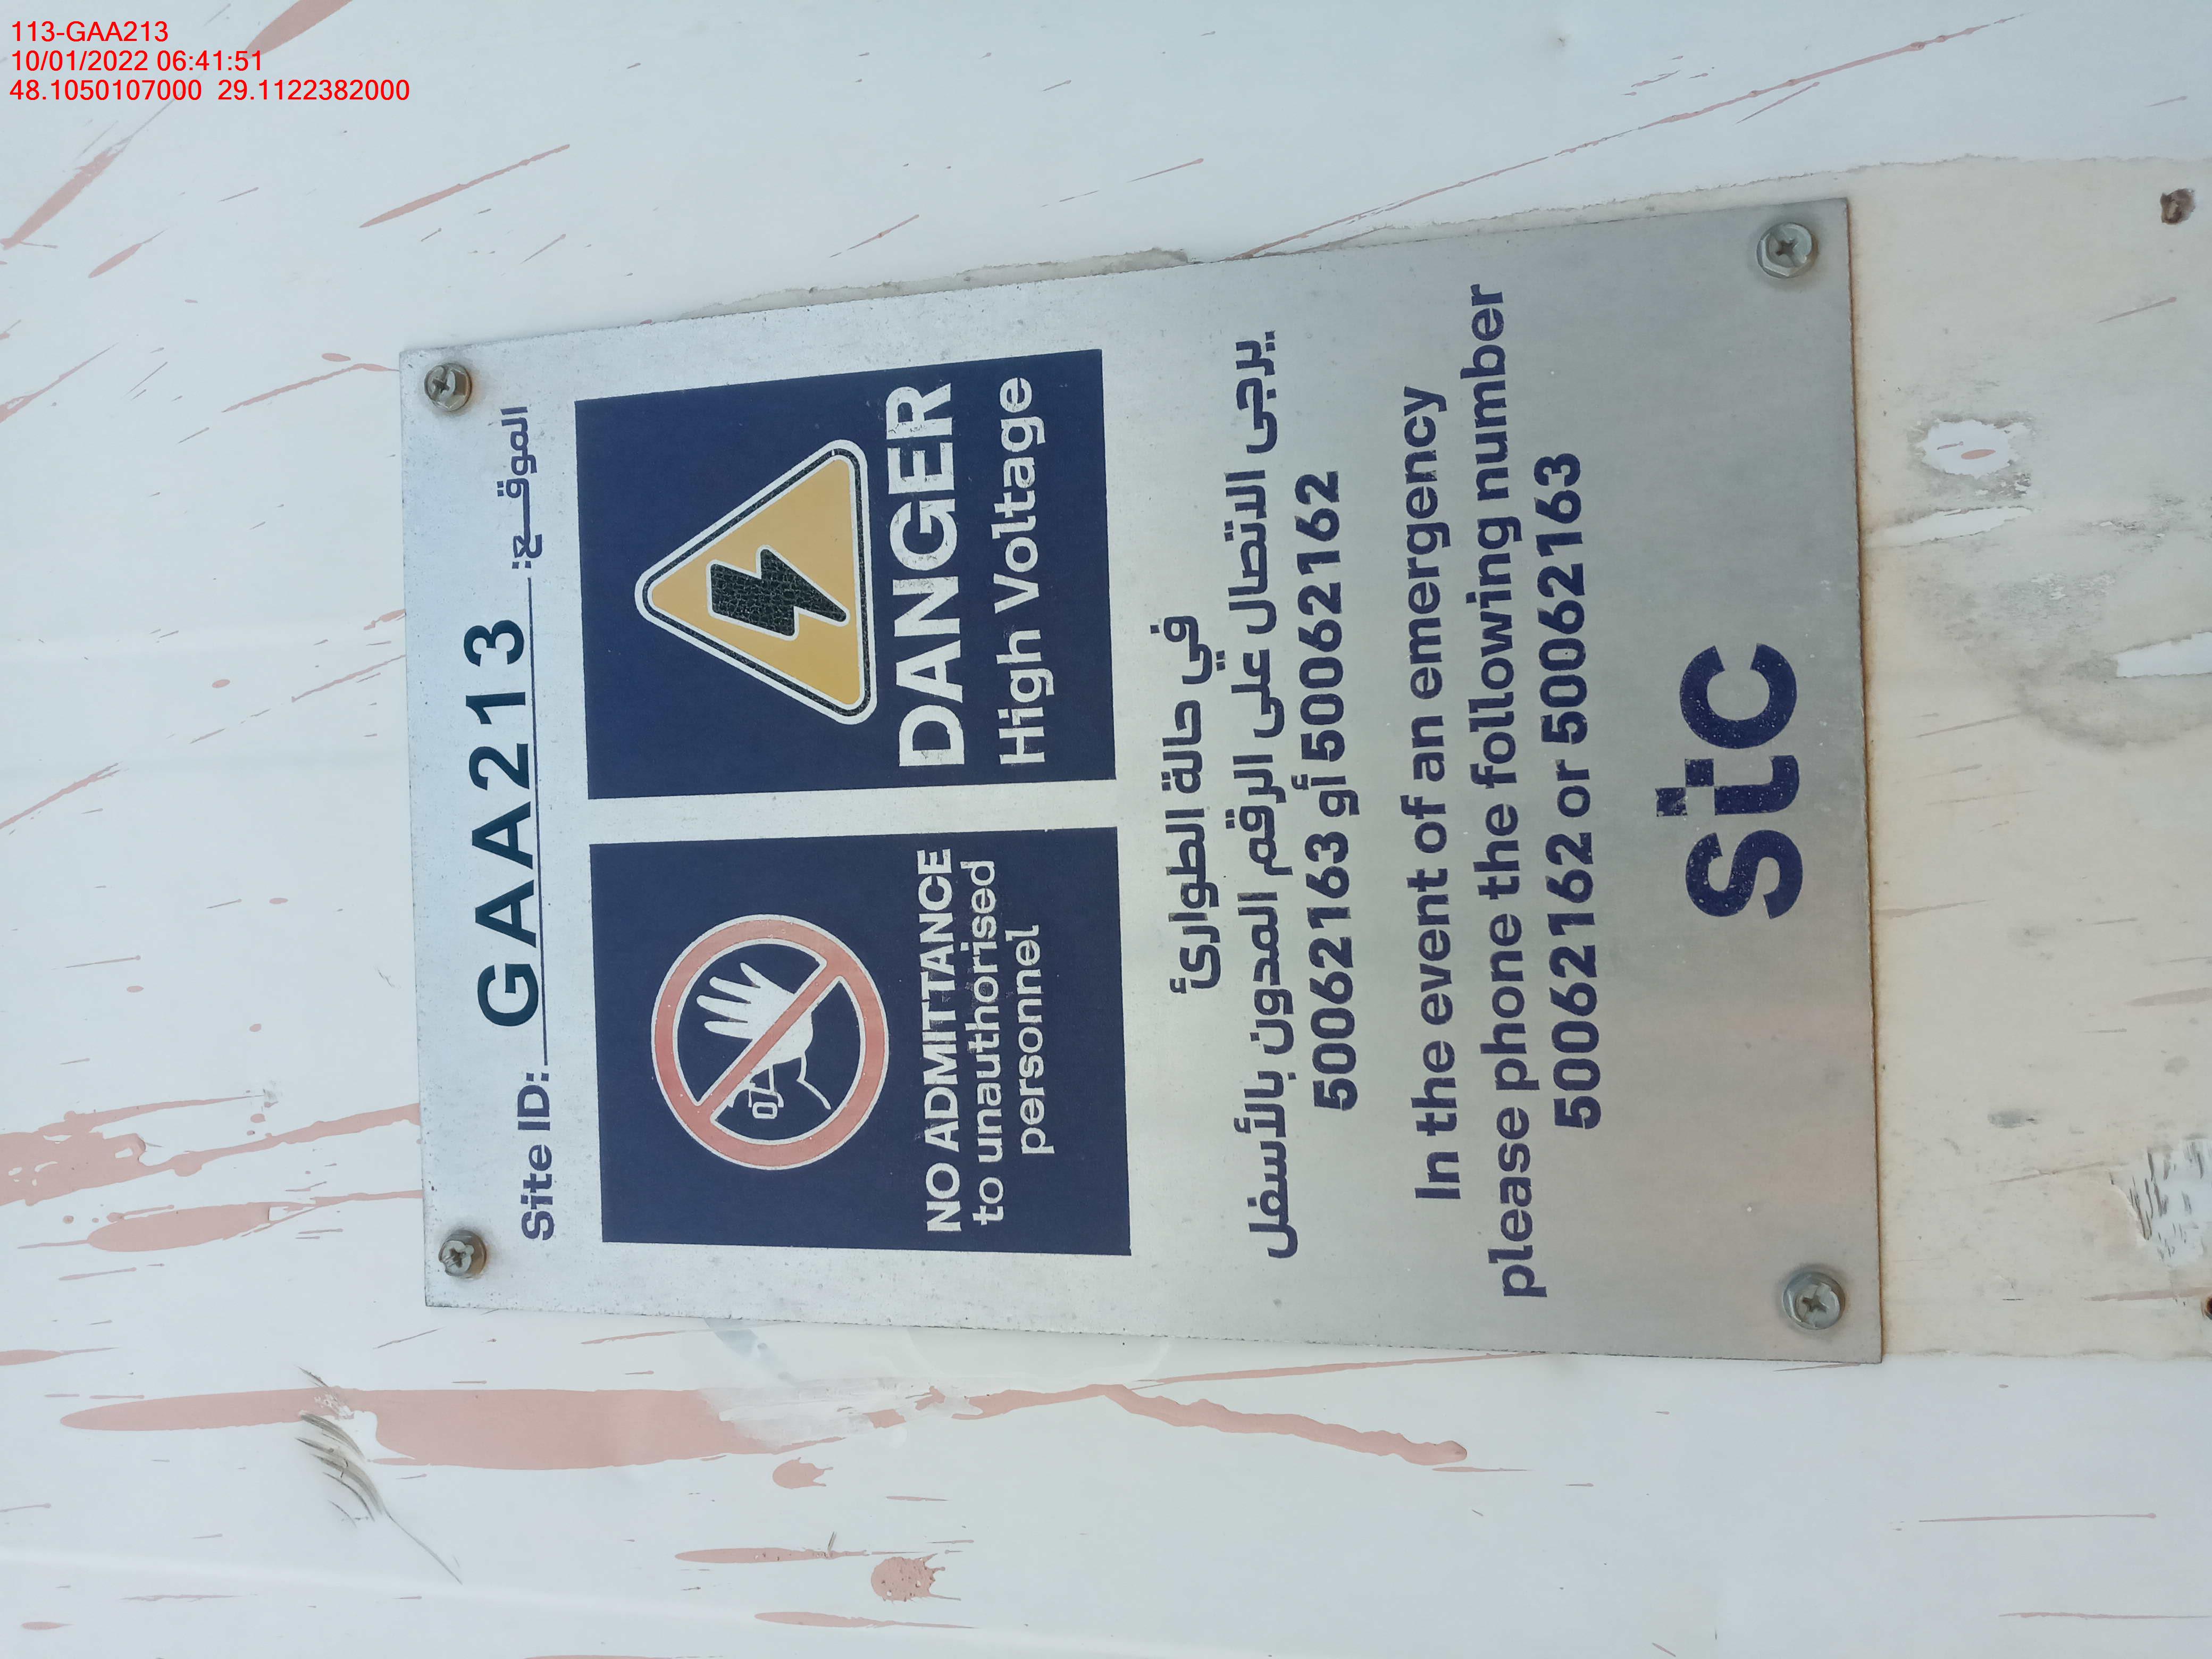 113-GAA213
10/01/2022 06:41:51
48.1050107000 29.1122382000
Site ID: GAA213 الموقـــع:
NO ADMITTANCE
to unauthorised
personnel
DANGER
High Voltage
في حالة الطوارئ
يرجى الاتصال على الرقم المدون بالأسفل
50062163 أو 50062162
In the event of an emergency
please phone the following number
50062162 or 50062163
stc